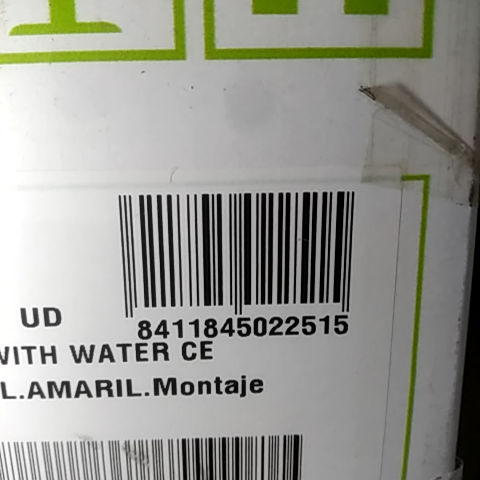 UD
8411845022515
WITH WATER CE
L.AMARIL.Montaje